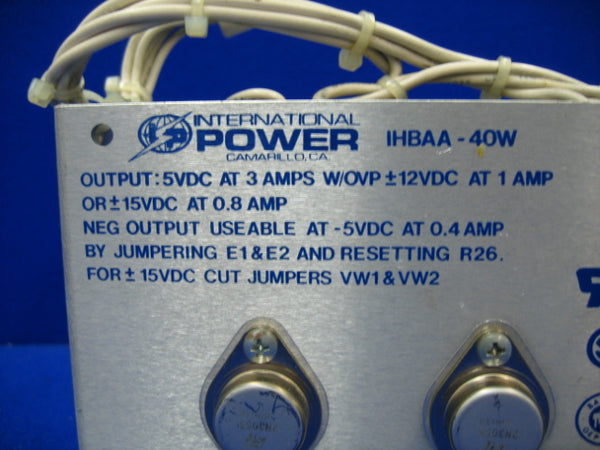 INTERNATIONAL
POWER
CAMARILLO, CA
IHBAA - 40W
OUTPUT: 5VDC AT 3 AMPS W/OVP ±12VDC AT 1 AMP
OR ±15VDC AT 0.8 AMP
NEG OUTPUT USEABLE AT -5VDC AT 0.4 AMP
BY JUMPERING E1&E2 AND RESETTING R26.
FOR ± 15VDC CUT JUMPERS VW1&VW2